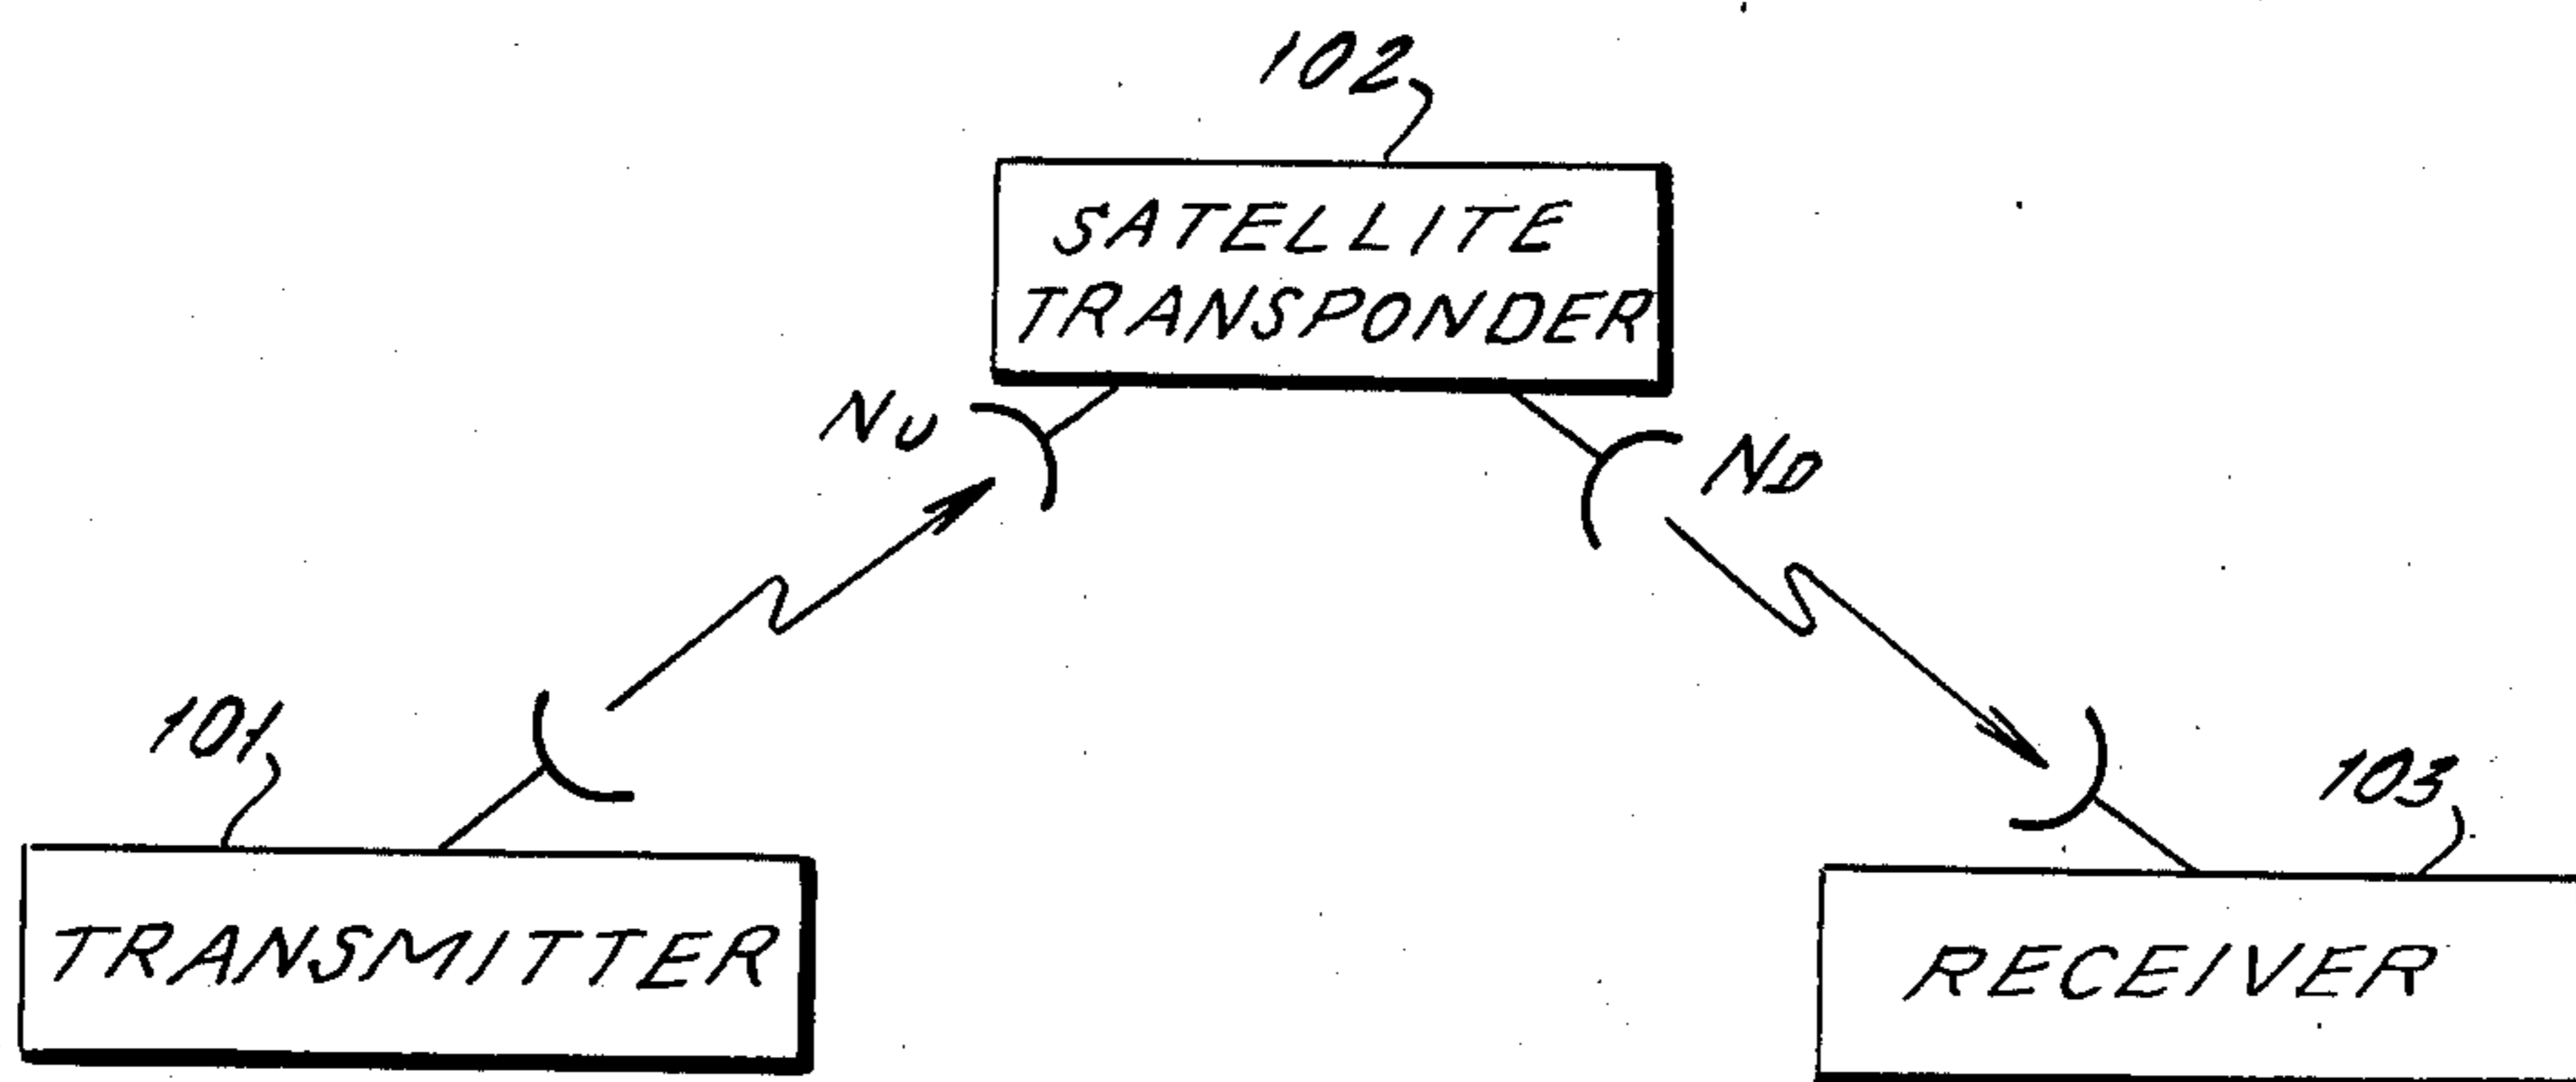 102
SATELLITE
TRANSPONDER
NU
ND
101
103
TRANSMITTER
RECEIVER